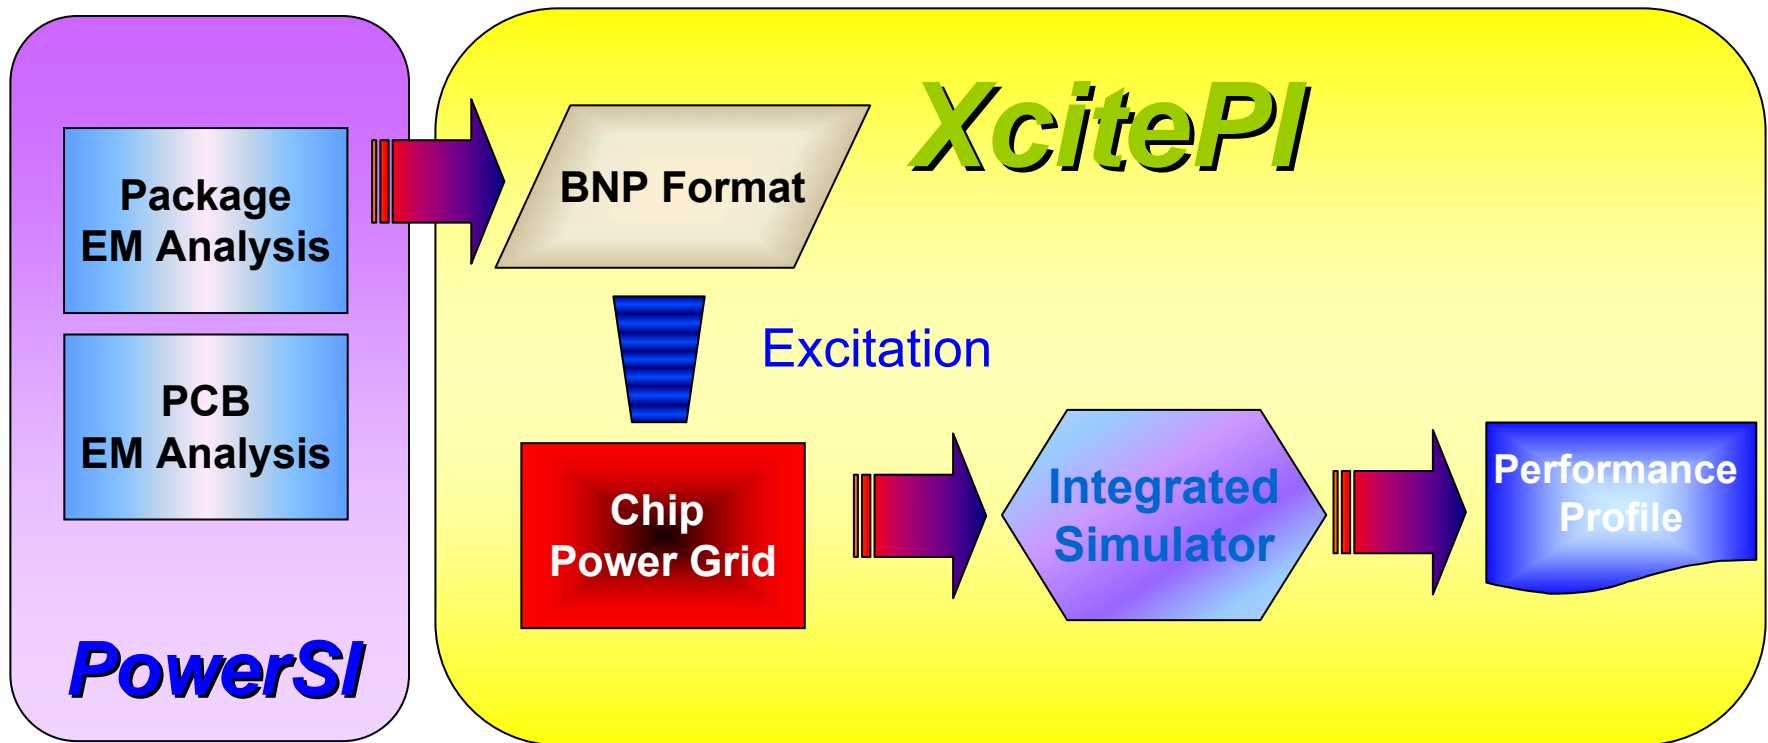 Package
EM Analysis
PCB
EM Analysis
PowerSI
XcitePI
BNP Format
Excitation
Chip
Power Grid
Integrated
Simulator
Performance
Profile